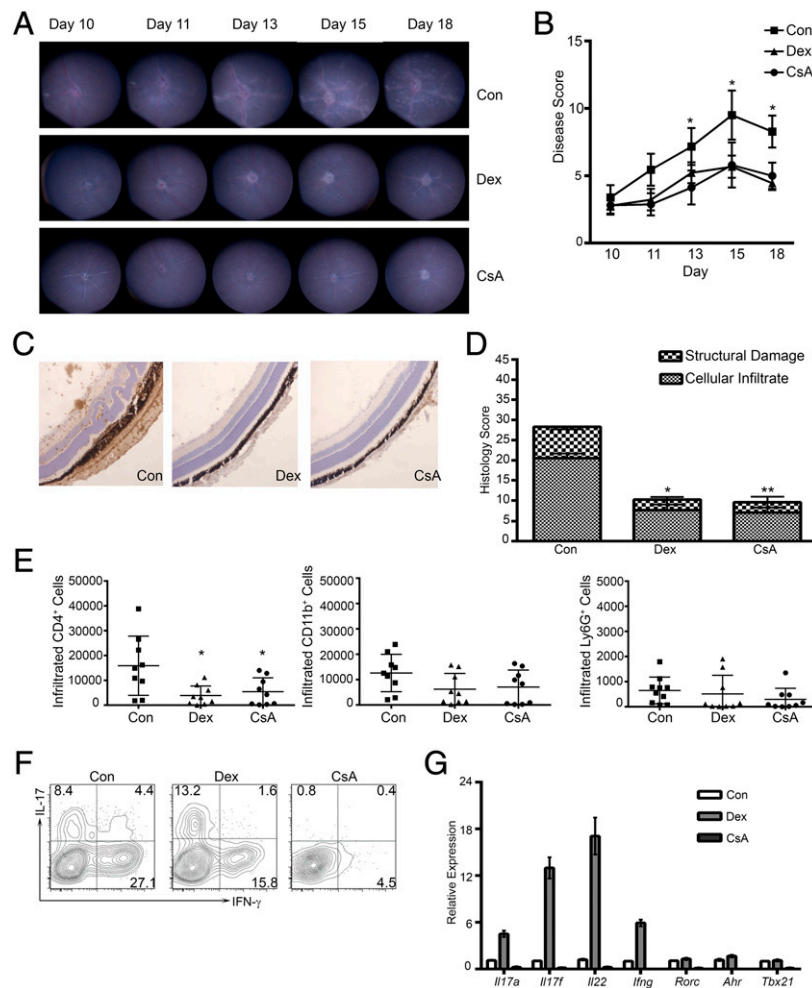 A
Day 10 Day 11 Day 13 Day 15 Day 18
Con
Dex
CsA
B
Con
Dex
CsA
15
10
5
0
Disease Score
* * *
10 11 13 15 18
Day
C
Con Dex CsA
D
Structural Damage
Cellular Infiltrate
45
40
35
30
25
20
15
10
5
0
Histology Score
* **
Con Dex CsA
E
Infiltrated CD4+ Cells
50000
40000
30000
20000
10000
0
* *
Con Dex CsA
Infiltrated CD11b+ Cells
50000
40000
30000
20000
10000
0
Con Dex CsA
Infiltrated Ly6G+ Cells
5000
4000
3000
2000
1000
0
Con Dex CsA
F
Con Dex CsA
8.4 4.4 13.2 1.6 0.8 0.4
27.1 15.8 4.5
IL-17
IFN-γ
G
Con
Dex
CsA
24
18
12
6
0
Relative Expression
Il17a Il17f Il22 Ifng Rorc Ahr Tbx21